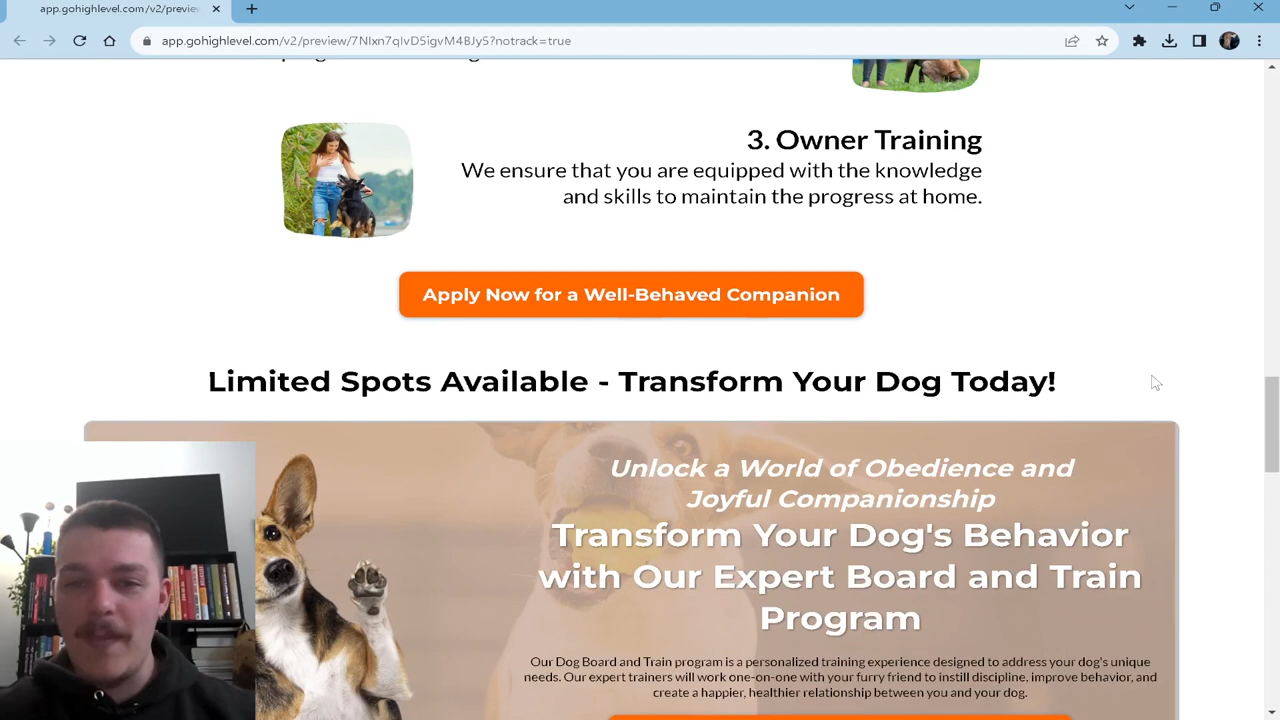 app.gohighlevel.com/v2/previe
app.gohighlevel.com/v2/preview/7NIxn7qIvD5igvM4BJy5?notrack=true
3. Owner Training
We ensure that you are equipped with the knowledge
and skills to maintain the progress at home.
Apply Now for a Well-Behaved Companion
Limited Spots Available - Transform Your Dog Today!
Unlock a World of Obedience and
Joyful Companionship
Transform Your Dog's Behavior
with Our Expert Board and Train
Program
Our Dog Board and Train program is a personalized training experience designed to address your dog's unique
needs. Our expert trainers will work one-on-one with your furry friend to instill discipline, improve behavior, and
create a happier, healthier relationship between you and your dog.